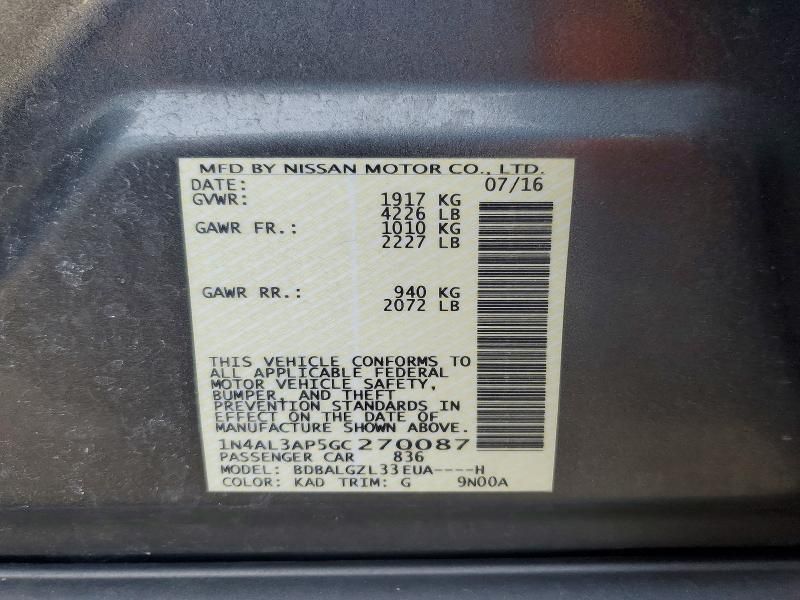 MFD BY NISSAN MOTOR CO., LTD.
DATE: 07/16
GVWR: 1917 KG
4226 LB
GAWR FR.: 1010 KG
2227 LB
GAWR RR.: 940 KG
2072 LB
THIS VEHICLE CONFORMS TO
ALL APPLICABLE FEDERAL
MOTOR VEHICLE SAFETY,
BUMPER, AND THEFT
PREVENTION STANDARDS IN
EFFECT ON THE DATE OF
MANUFACTURE SHOWN ABOVE.
1N4AL3AP5GC270087
PASSENGER CAR 836
MODEL: BDBALGZL33EUA----H
COLOR: KAD TRIM: G 9N00A